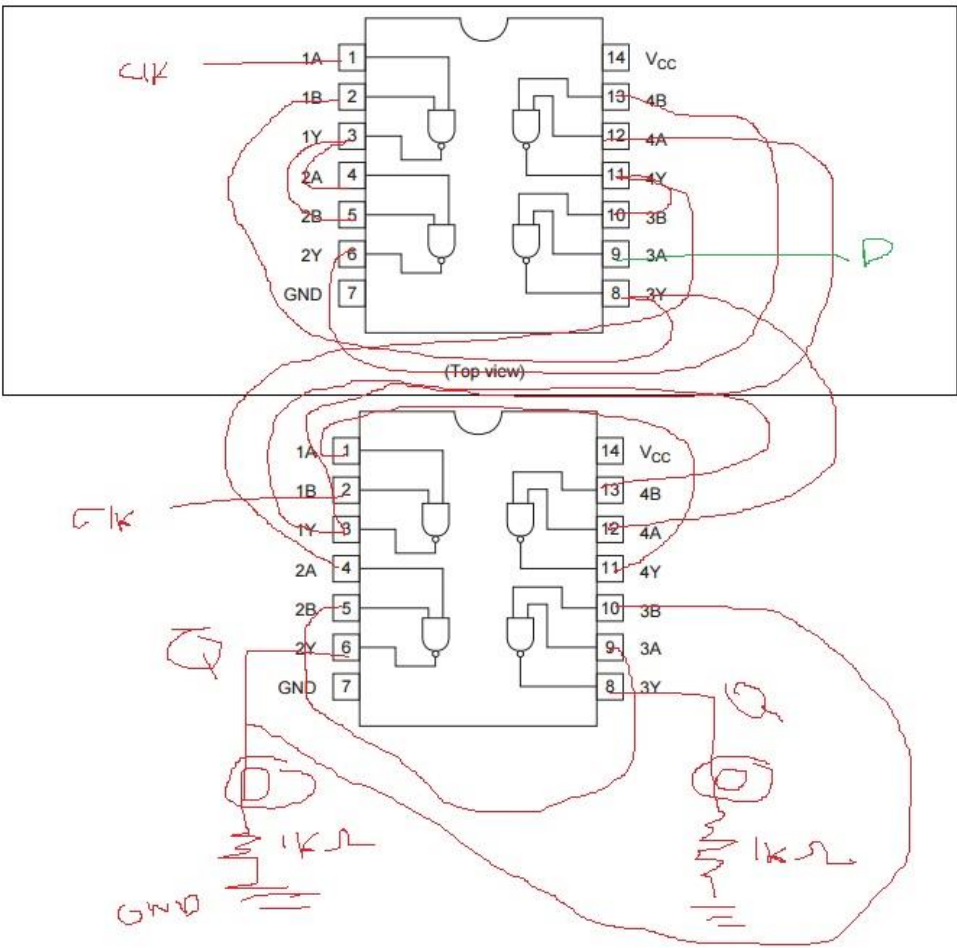 Clk
1A 1
1B 2
1Y 3
2A 4
2B 5
2Y 6
GND 7
14 VCC
13 4B
12 4A
11 4Y
10 3B
9 3A
8 3Y
D
(Top view)
1A 1
1B 2
Clk
1Y 3
2A 4
2B 5
2Y 6
GND 7
14 VCC
13 4B
12 4A
11 4Y
10 3B
9 3A
8 3Y
Q̅
Q
1KΩ
1KΩ
GND